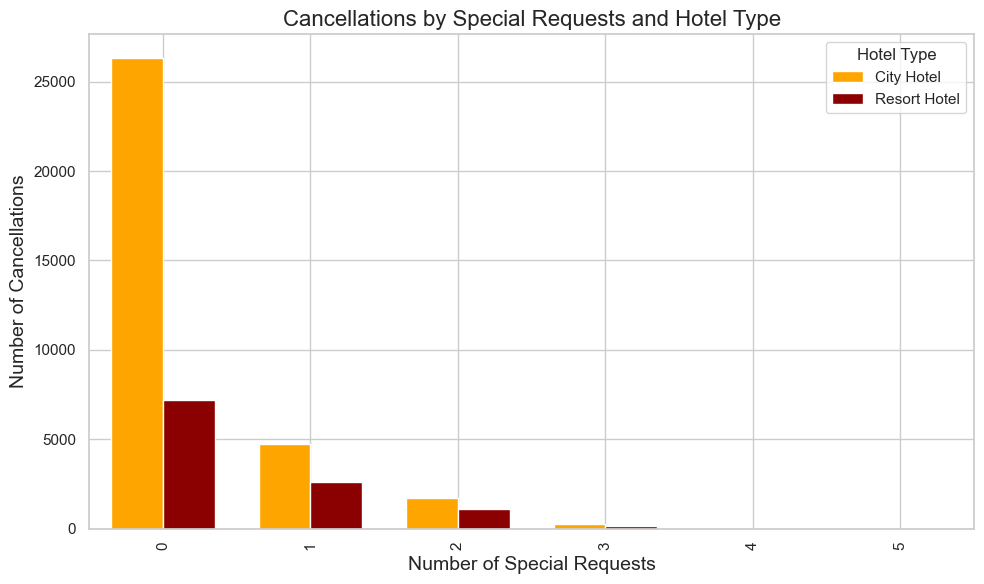 Cancellations by Special Requests and Hotel Type
Hotel Type
City Hotel
Resort Hotel
Number of Cancellations
25000
20000
15000
10000
5000
0
0
1
2
3
4
5
Number of Special Requests